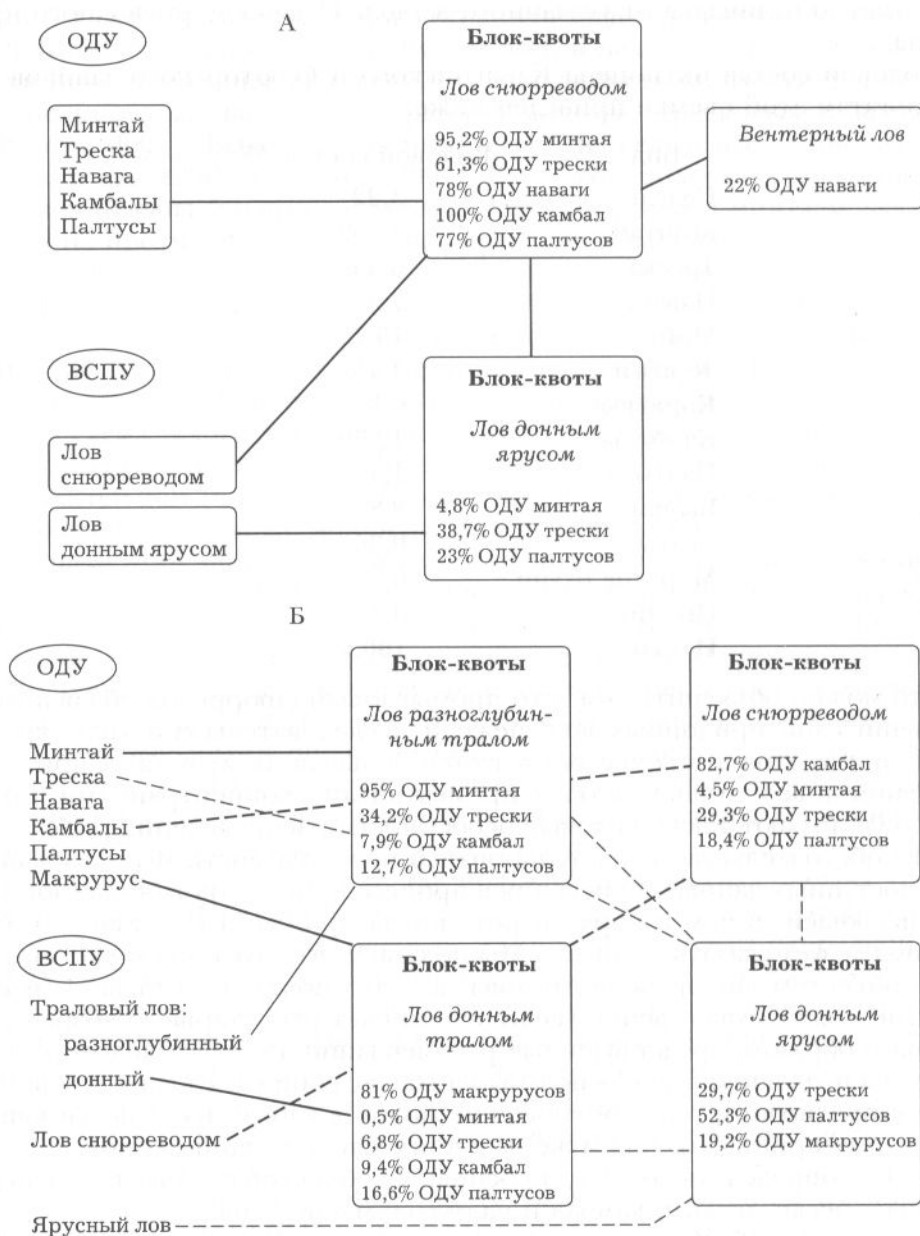 А
ОДУ
Минтай
Треска
Навага
Камбалы
Палтусы
Блок-квоты
Лов снюрреводом
95,2% ОДУ минтая
61,3% ОДУ трески
78% ОДУ наваги
100% ОДУ камбал
77% ОДУ палтусов
Вентерный лов
22% ОДУ наваги
ВСПУ
Лов
снюрреводом
Лов
донным ярусом
Блок-квоты
Лов донным
ярусом
4,8% ОДУ минтая
38,7% ОДУ трески
23% ОДУ палтусов
Б
ОДУ
Минтай
Треска
Навага
Камбалы
Палтусы
Макрурус
Блок-квоты
Лов разноглубин-
ным тралом
95% ОДУ минтая
34,2% ОДУ трески
7,9% ОДУ камбал
12,7% ОДУ палтусов
Блок-квоты
Лов снюрреводом
82,7% ОДУ камбал
4,5% ОДУ минтая
29,3% ОДУ трески
18,4% ОДУ палтусов
ВСПУ
Траловый лов:
разноглубинный
донный
Лов снюрреводом
Ярусный лов
Блок-квоты
Лов донным
тралом
81% ОДУ макрурусов
0,5% ОДУ минтая
6,8% ОДУ трески
9,4% ОДУ камбал
16,6% ОДУ палтусов
Блок-квоты
Лов донным
ярусом
29,7% ОДУ трески
52,3% ОДУ палтусов
19,2% ОДУ макрурусов